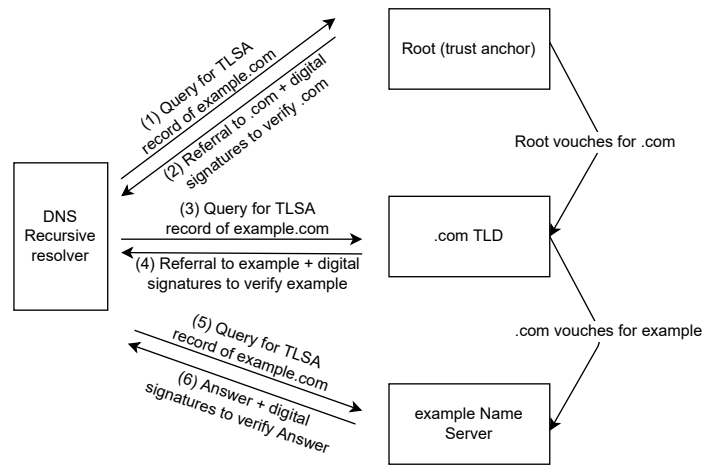 Root (trust anchor)
(1) Query for TLSA
record of example.com
(2) Referral to .com + digital
signatures to verify .com
Root vouches for .com
DNS
Recursive
resolver
(3) Query for TLSA
record of example.com
.com TLD
(4) Referral to example + digital
signatures to verify example
.com vouches for example
(5) Query for TLSA
record of example.com
(6) Answer + digital
signatures to verify Answer
example Name
Server